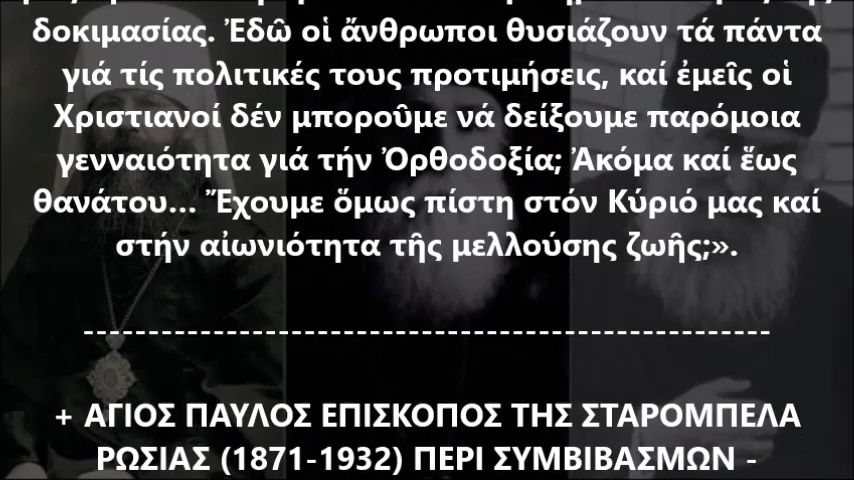 δοκιμασίας. Ἐδῶ οἱ ἄνθρωποι θυσιάζουν τά πάντα
γιά τίς πολιτικές τους προτιμήσεις, καί ἐμεῖς οἱ
Χριστιανοί δέν μποροῦμε νά δείξουμε παρόμοια
γενναιότητα γιά τήν Ὀρθοδοξία; Ἀκόμα καί ἕως
θανάτου... Ἔχουμε ὅμως πίστη στόν Κύριό μας καί
στήν αἰωνιότητα τῆς μελλούσης ζωῆς;».
-----------------------------------------------------
+ ΑΓΙΟΣ ΠΑΥΛΟΣ ΕΠΙΣΚΟΠΟΣ ΤΗΣ ΣΤΑΡΟΜΠΕΛΑ
ΡΩΣΙΑΣ (1871-1932) ΠΕΡΙ ΣΥΜΒΙΒΑΣΜΩΝ -